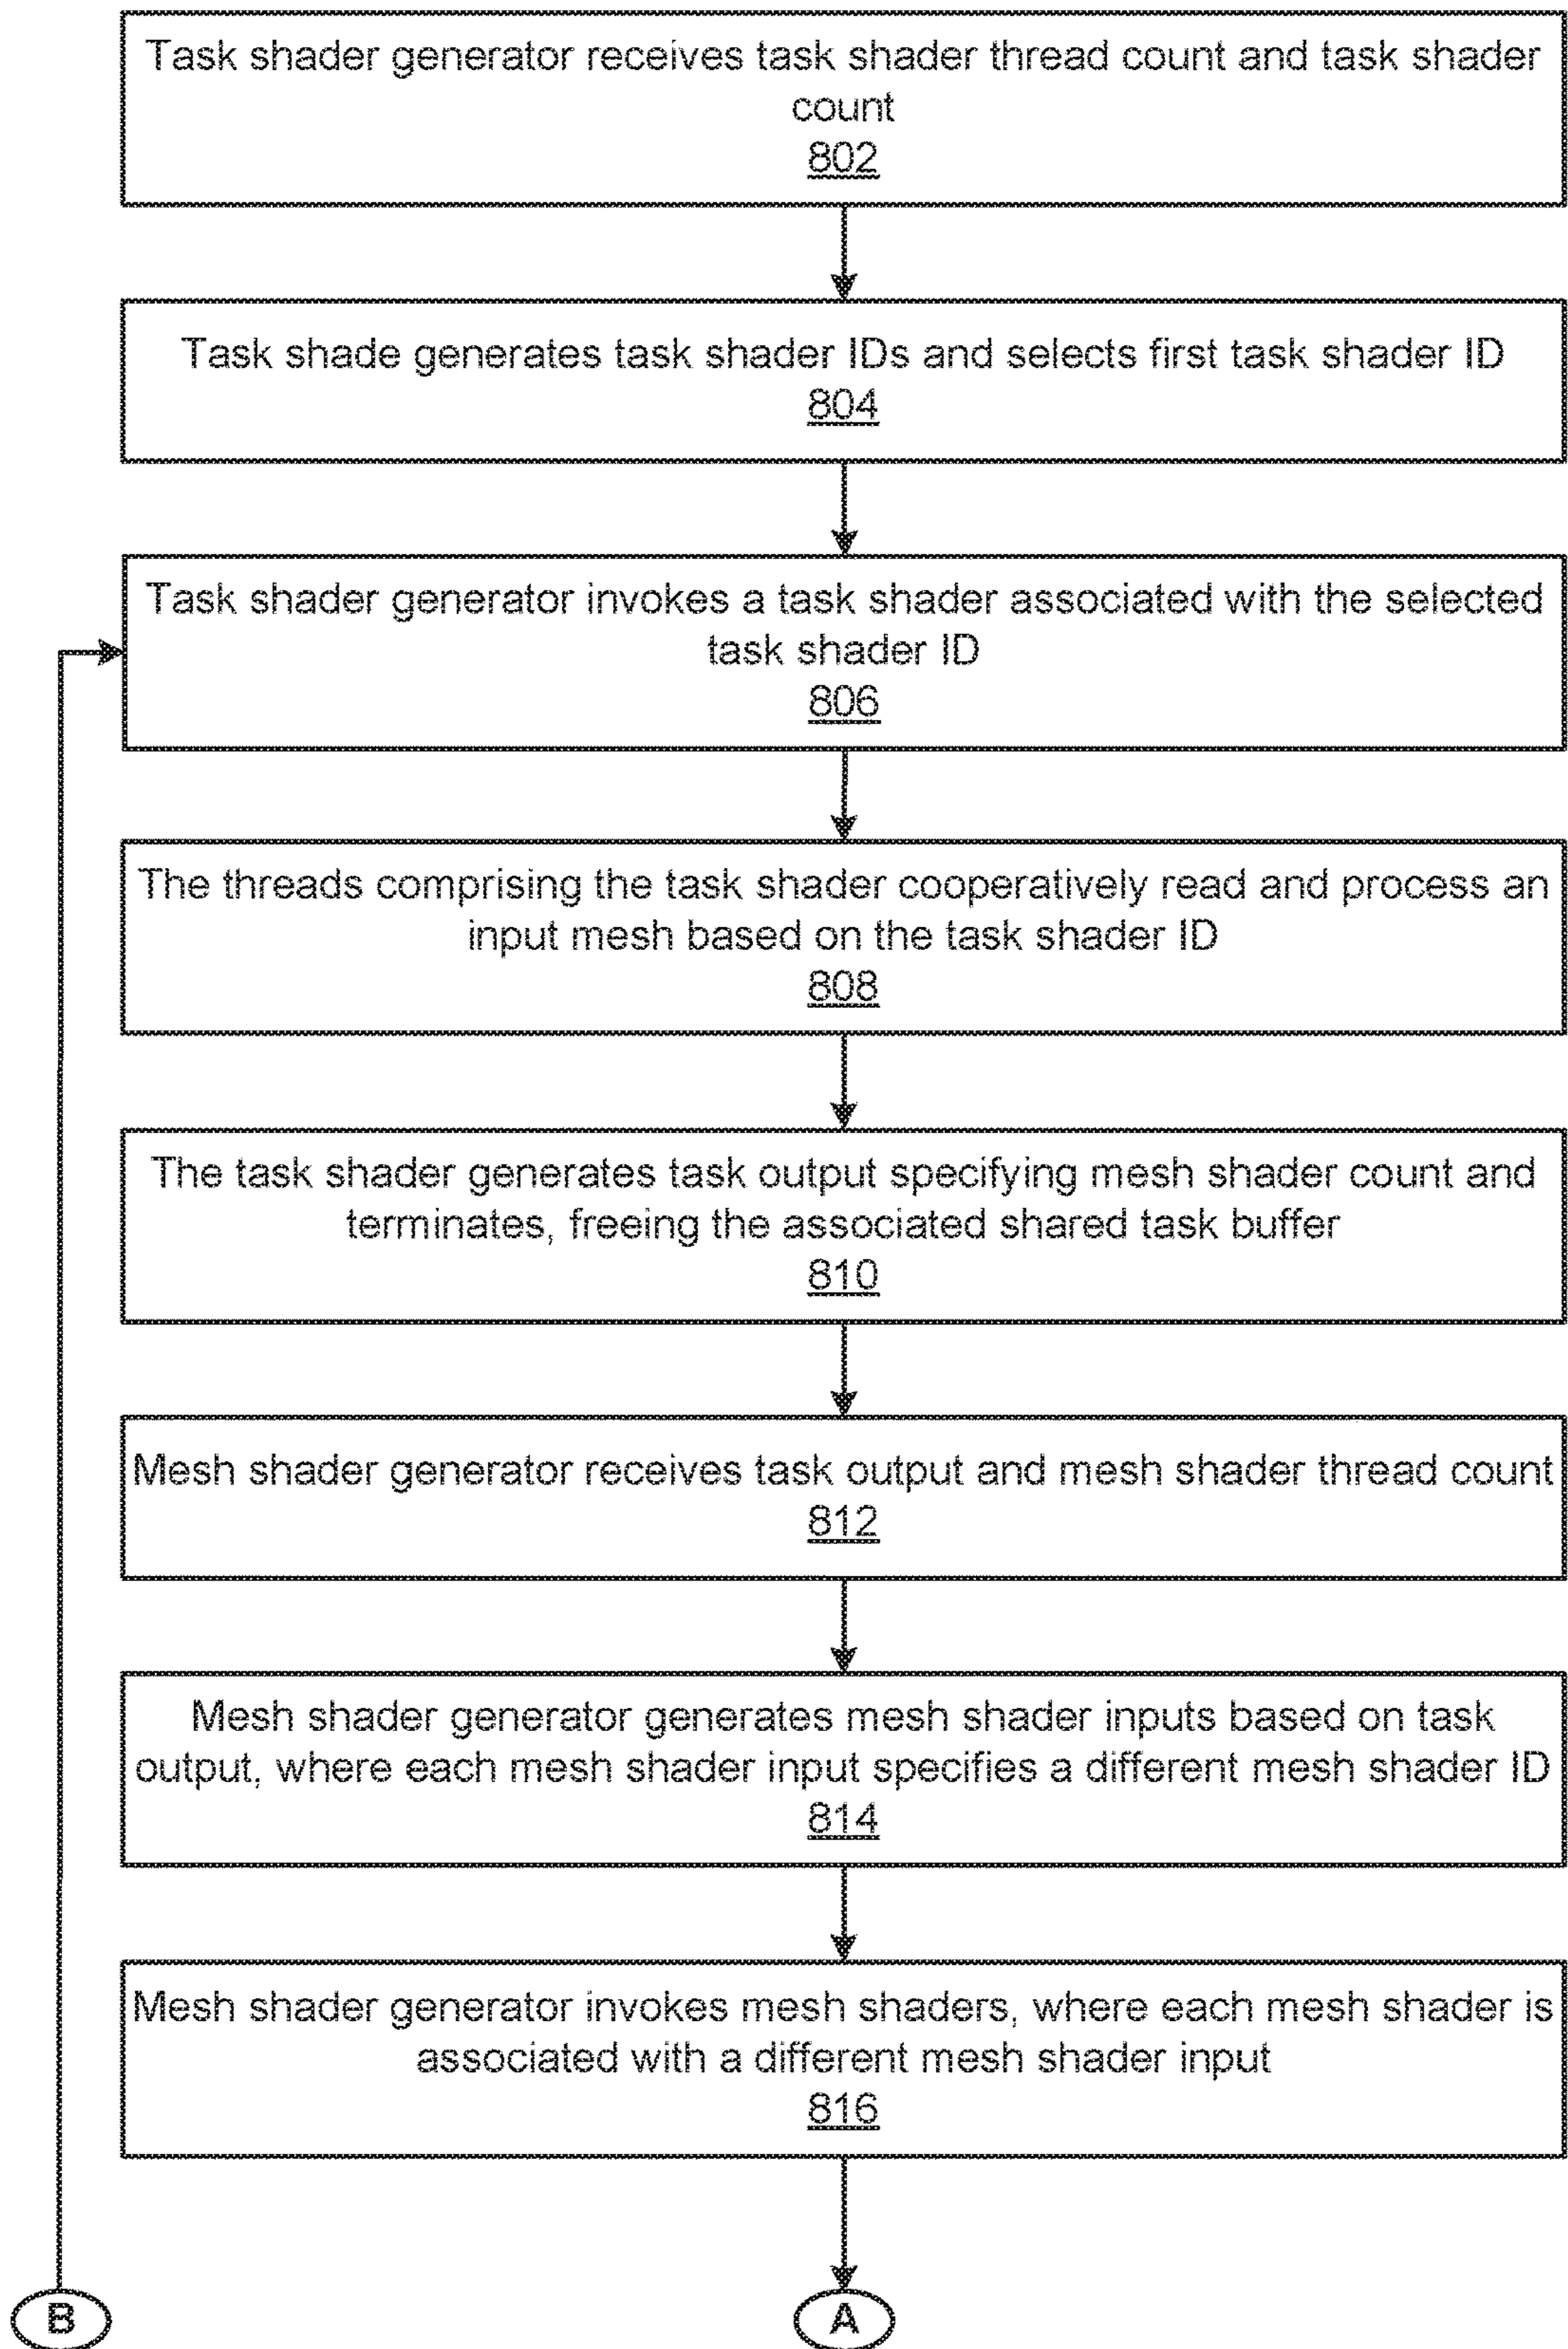 Task shader generator receives task shader thread count and task shader
count
802
Task shade generates task shader IDs and selects first task shader ID
804
Task shader generator invokes a task shader associated with the selected
task shader ID
806
The threads comprising the task shader cooperatively read and process an
input mesh based on the task shader ID
808
The task shader generates task output specifying mesh shader count and
terminates, freeing the associated shared task buffer
810
Mesh shader generator receives task output and mesh shader thread count
812
Mesh shader generator generates mesh shader inputs based on task
output, where each mesh shader input specifies a different mesh shader ID
814
Mesh shader generator invokes mesh shaders, where each mesh shader is
associated with a different mesh shader input
816
B
A